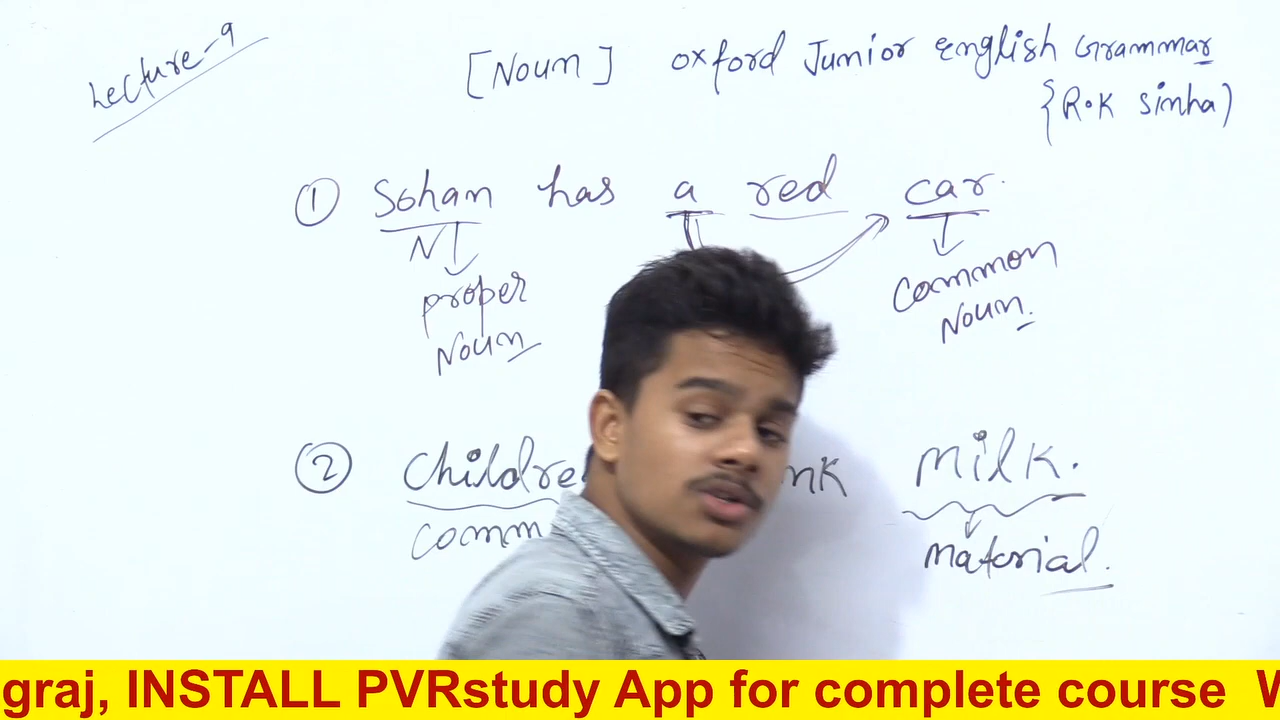 Lecture-9
[Noun] Oxford Junior English Grammar
{R.K Sinha)
① Sohan has a red car.
N
proper
Noun
common
Noun.
② Childre nk milk.
comm material.
graj, INSTALL PVRstudy App for complete course W